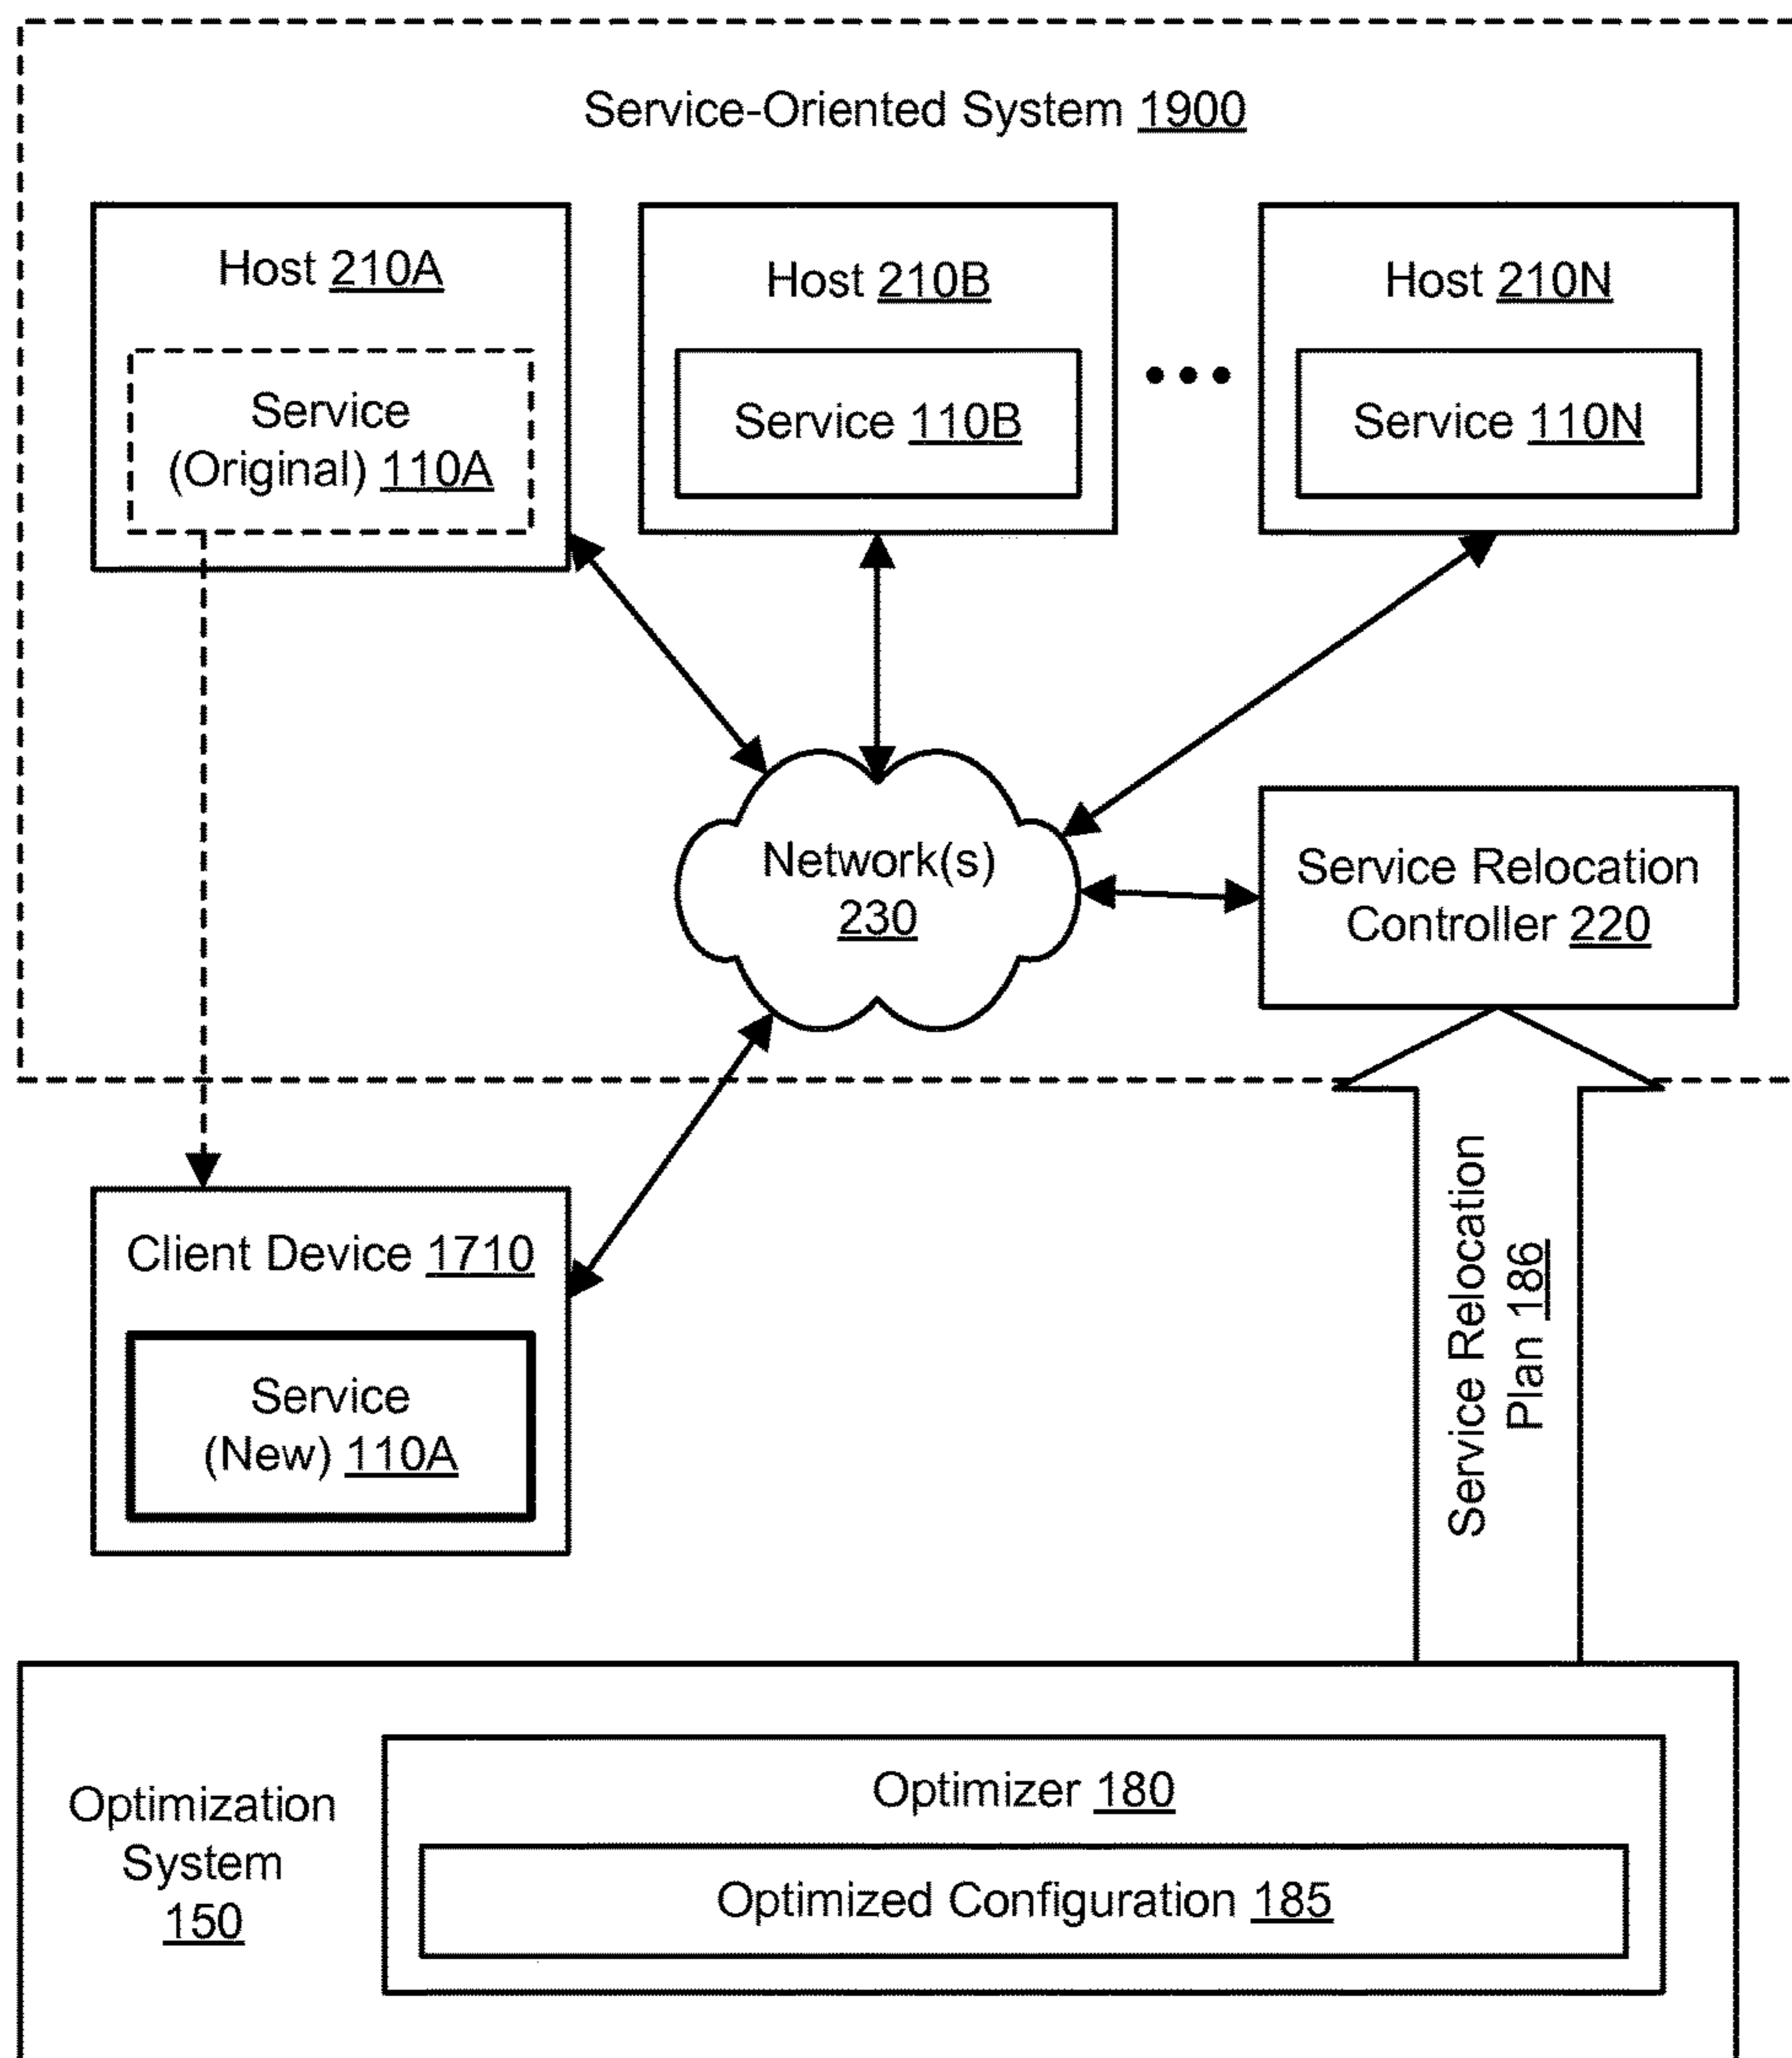 Service-Oriented System 1900
Host 210A
Service
(Original) 110A
Host 210B
Service 110B
Host 210N
Service 110N
Network(s)
230
Service Relocation
Controller 220
Client Device 1710
Service
(New) 110A
Service Relocation
Plan 186
Optimization
System
150
Optimizer 180
Optimized Configuration 185